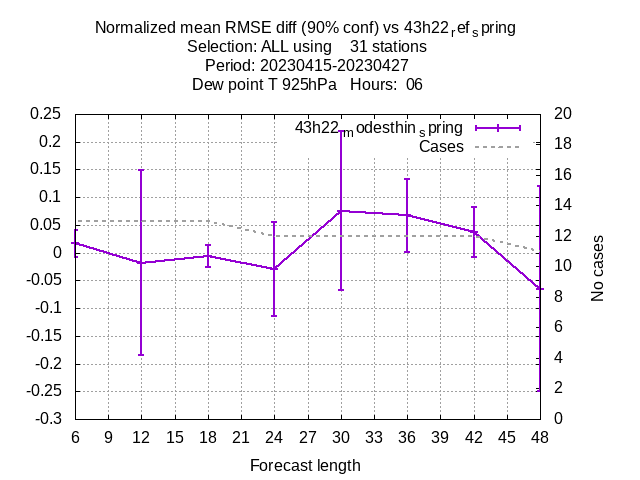 Normalized mean RMSE diff (90% conf) vs 43h22refspring
Selection: ALL using 31 stations
Period: 20230415-20230427
Dew point T 925hPa Hours: 06
43h22modesthinspring
Cases
0.25
0.2
0.15
0.1
0.05
0
-0.05
-0.1
-0.15
-0.2
-0.25
-0.3
20
18
16
14
12
10
8
6
4
2
0
No cases
6 9 12 15 18 21 24 27 30 33 36 39 42 45 48
Forecast length